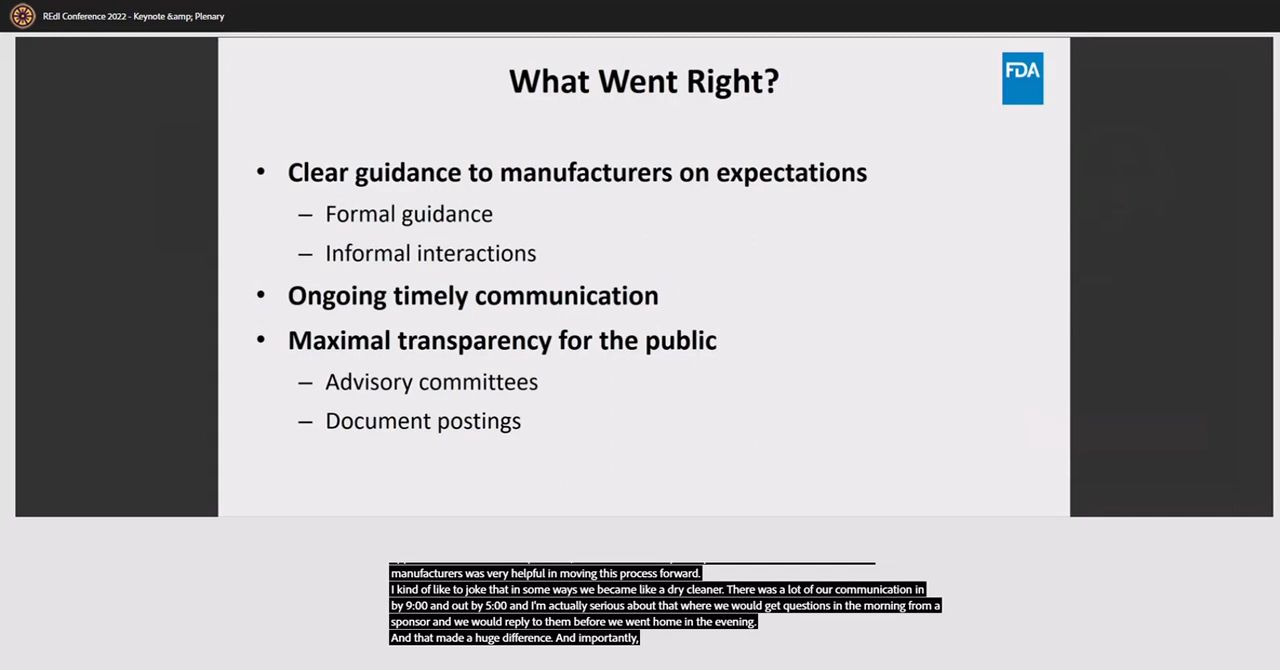 REdI Conference 2022 - Keynote &amp; Plenary
What Went Right?
FDA
• Clear guidance to manufacturers on expectations
– Formal guidance
– Informal interactions
• Ongoing timely communication
• Maximal transparency for the public
– Advisory committees
– Document postings
manufacturers was very helpful in moving this process forward.
I kind of like to joke that in some ways we became like a dry cleaner. There was a lot of our communication in
by 9:00 and out by 5:00 and I'm actually serious about that where we would get questions in the morning from a
sponsor and we would reply to them before we went home in the evening.
And that made a huge difference. And importantly,